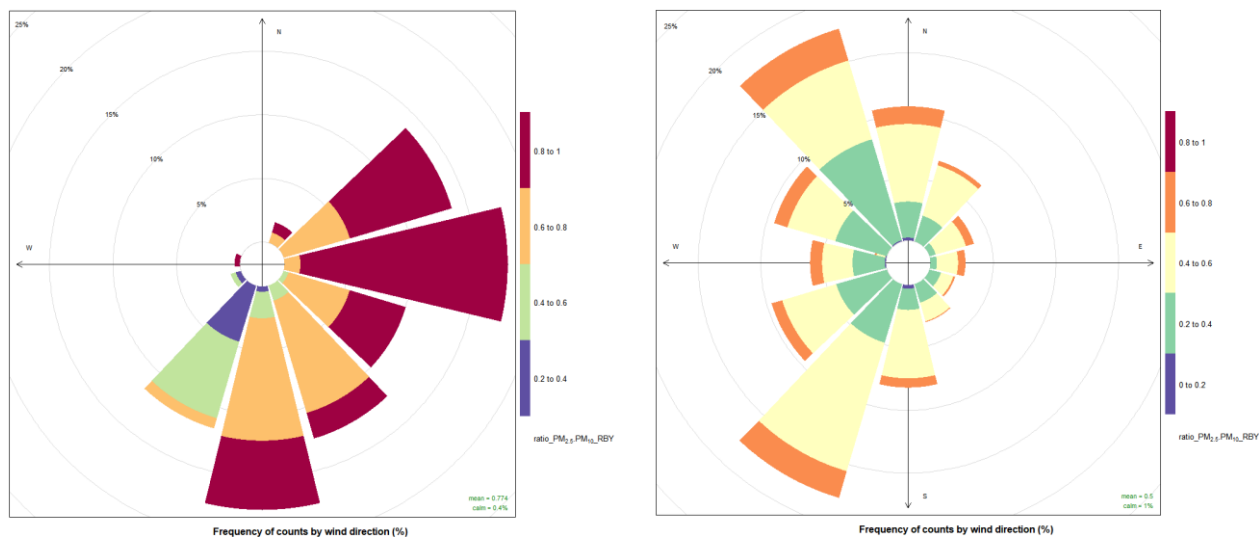 25%
20%
15%
10%
5%
N
W
0.8 to 1
0.6 to 0.8
0.4 to 0.6
0.2 to 0.4
ratio_PM2.5.PM10_RBY
mean = 0.774
calm = 0.4%
Frequency of counts by wind direction (%)
25%
20%
15%
10%
5%
N
W
E
S
0.8 to 1
0.6 to 0.8
0.4 to 0.6
0.2 to 0.4
0 to 0.2
ratio_PM2.5.PM10_RBY
mean = 0.5
calm = 1%
Frequency of counts by wind direction (%)